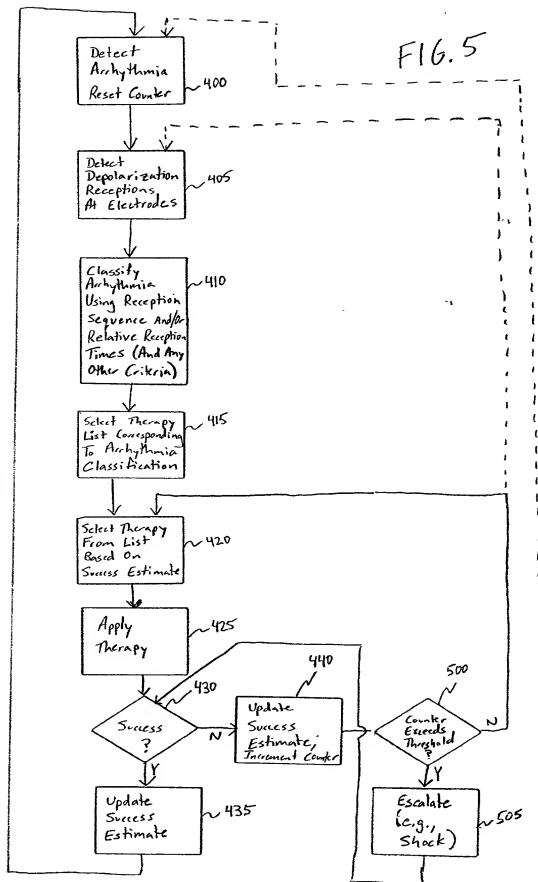 FIG. 5
Detect
Arrhythmia
Reset Counter
400
Detect
Depolarization
Receptions
At Electrodes
405
Classify
Arrhythmia
Using Reception
Sequence And/Or
Relative Reception
Times (And Any
Other Criteria)
410
Select Therapy
List Corresponding
To Arrhythmia
Classification
415
Select Therapy
From List
Based On
Success Estimate
420
Apply
Therapy
425
430
Success
?
N
Y
440
Update
Success
Estimate;
Increment Counter
500
Counter
Exceeds
Threshold
?
N
Y
Update
Success
Estimate
435
Escalate
(e.g.,
Shock)
505